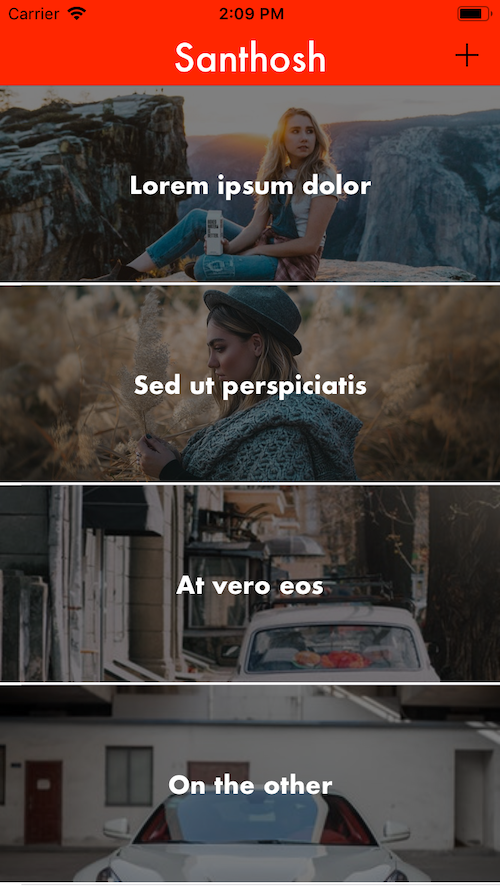 Carrier 2:09 PM
Santhosh
Lorem ipsum dolor
Sed ut perspiciatis
At vero eos
On the other